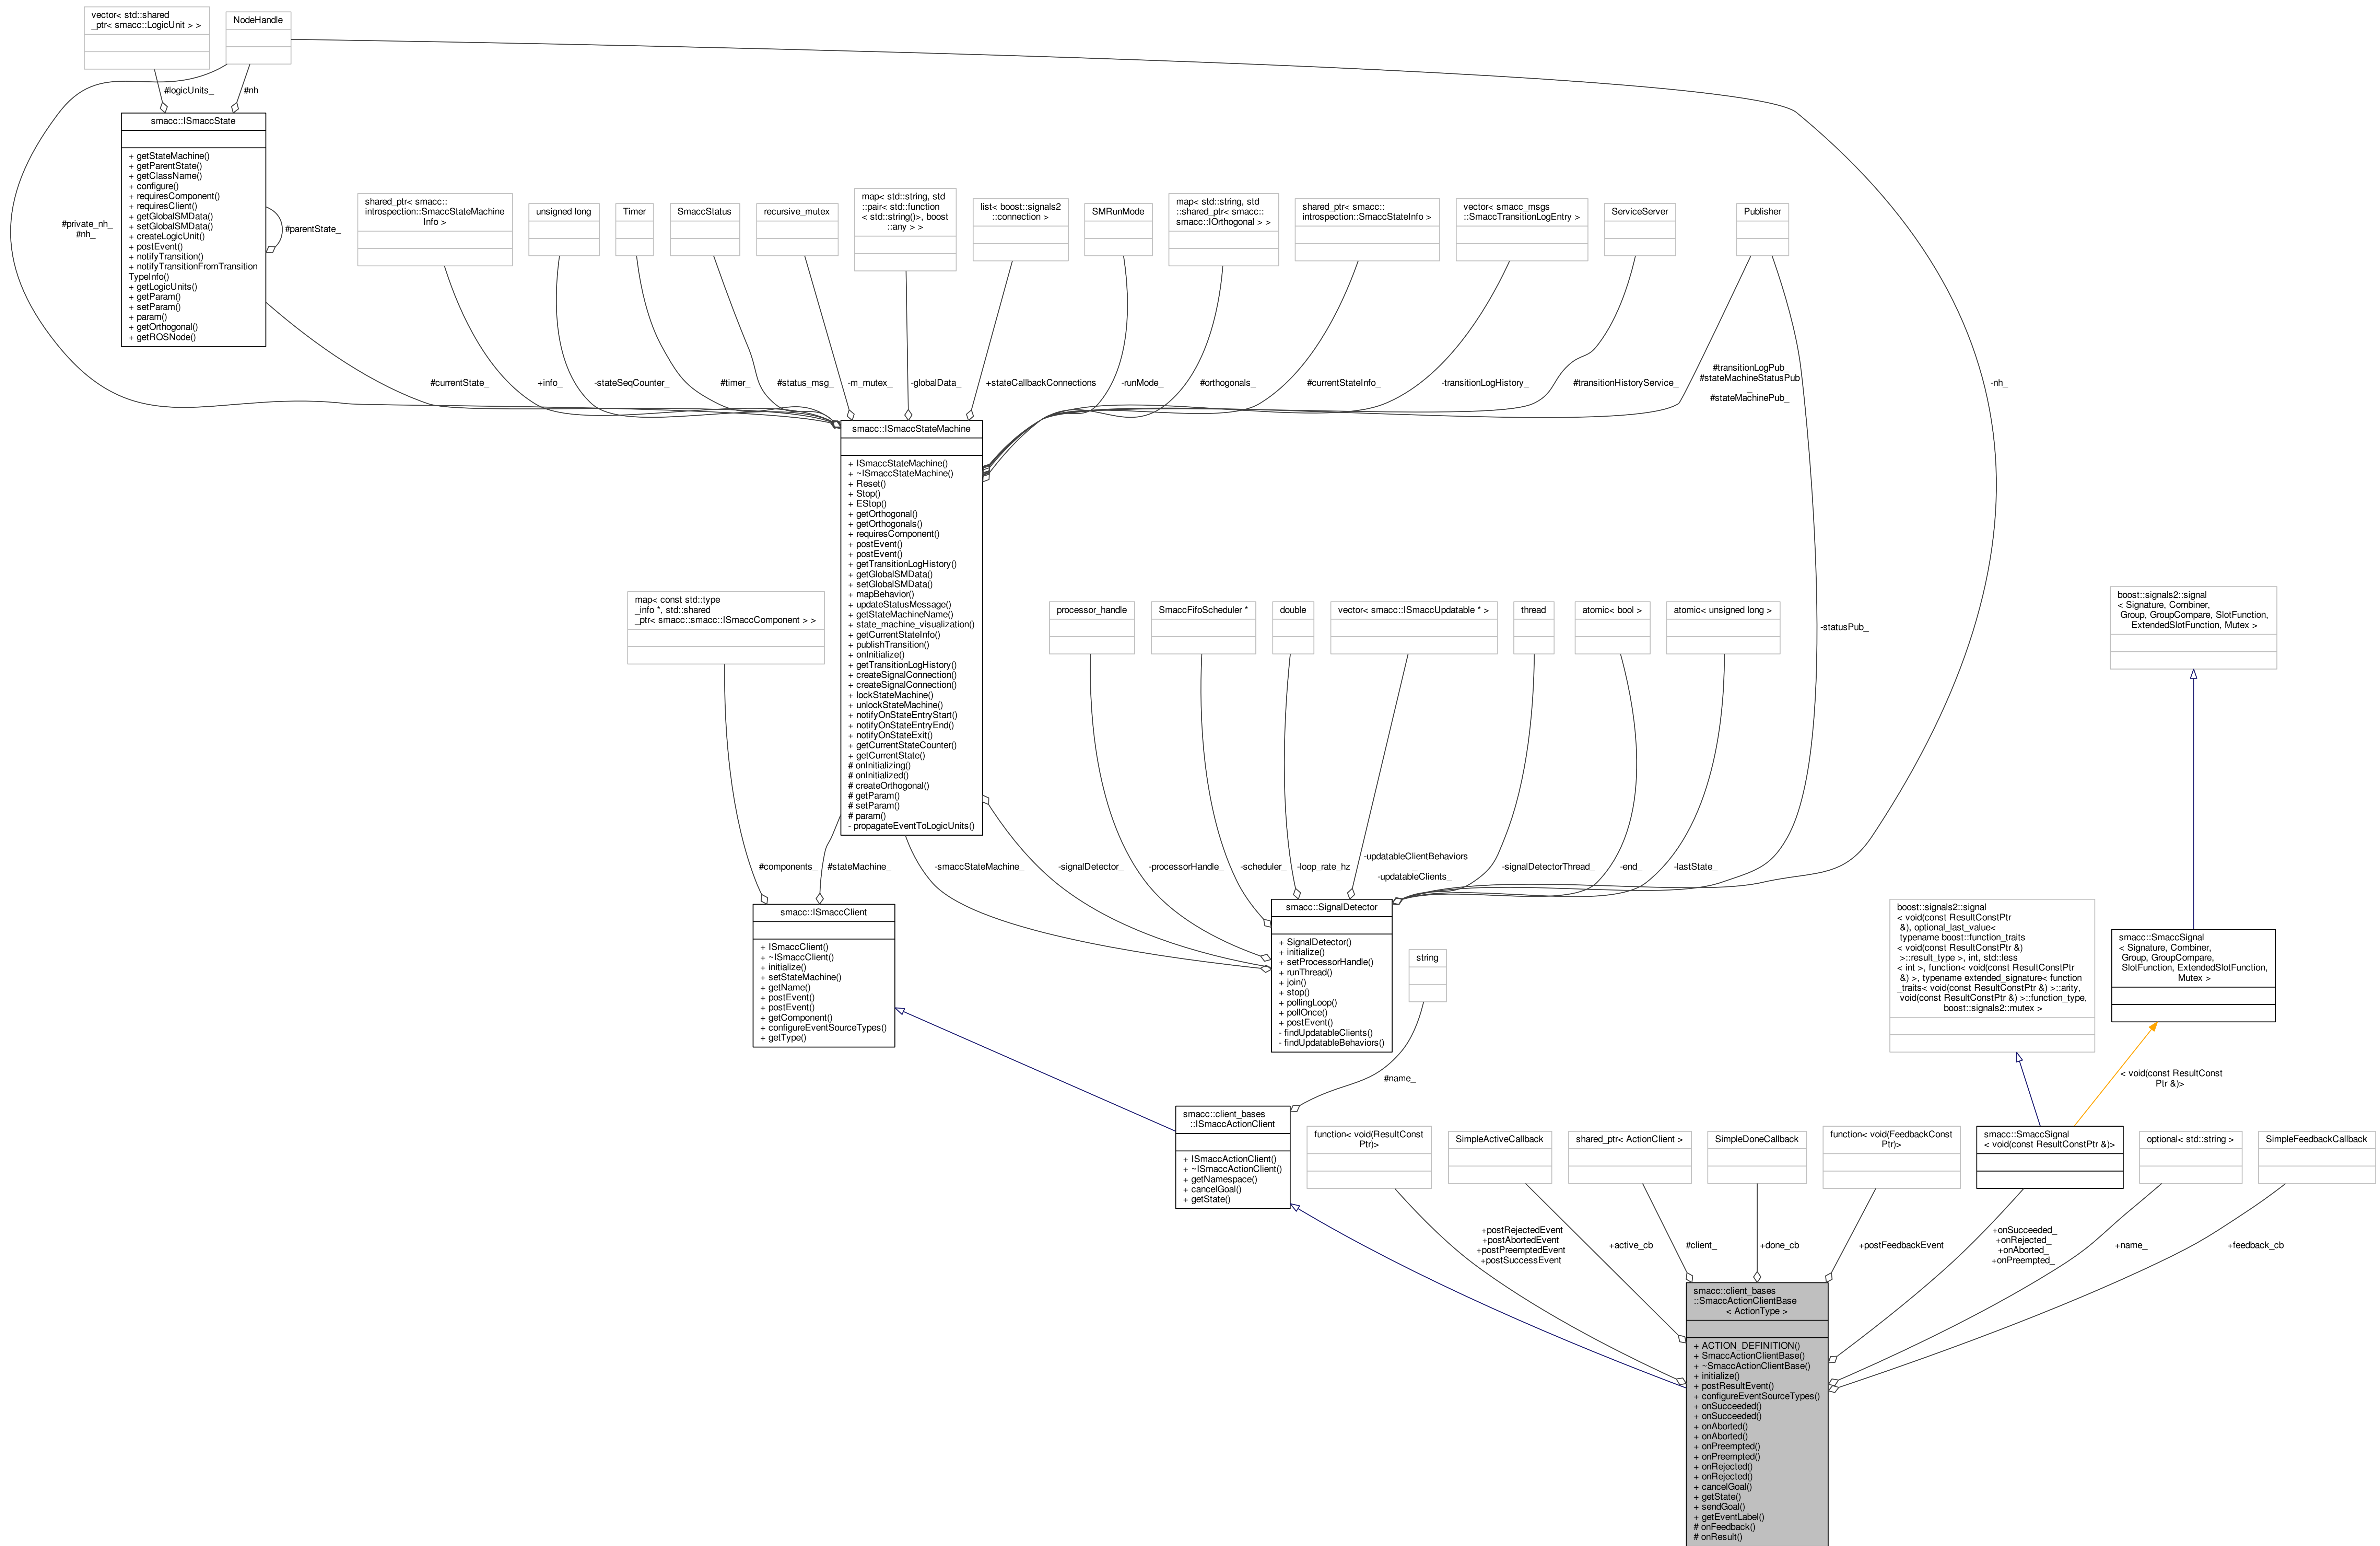 vector< std::shared
_ptr< smacc::LogicUnit > >
NodeHandle
#logicUnits_
#nh
smacc::ISmaccState
+ getStateMachine()
+ getParentState()
+ getClassName()
+ configure()
+ requiresComponent()
+ requiresClient()
+ getGlobalSMData()
+ setGlobalSMData()
+ createLogicUnit()
+ postEvent()
+ notifyTransition()
+ notifyTransitionFromTransition
TypeInfo()
+ getLogicUnits()
+ getParam()
+ setParam()
+ param()
+ getOrthogonal()
+ getROSNode()
#private_nh_
#nh_
#parentState_
shared_ptr< smacc::
introspection::SmaccStateMachine
Info >
unsigned long
Timer
SmaccStatus
recursive_mutex
map< std::string, std
::pair< std::function
< std::string()>, boost
::any > >
list< boost::signals2
::connection >
SMRunMode
map< std::string, std
::shared_ptr< smacc::
smacc::IOrthogonal > >
shared_ptr< smacc::
introspection::SmaccStateInfo >
vector< smacc_msgs
::SmaccTransitionLogEntry >
ServiceServer
Publisher
#currentState_
+info_
-stateSeqCounter_
#timer_
#status_msg_
-m_mutex_
-globalData_
+stateCallbackConnections
-runMode_
#orthogonals_
#currentStateInfo_
-transitionLogHistory_
#transitionHistoryService_
#transitionLogPub_
#stateMachineStatusPub
_
#stateMachinePub_
-nh_
smacc::ISmaccStateMachine
+ ISmaccStateMachine()
+ ~ISmaccStateMachine()
+ Reset()
+ Stop()
+ EStop()
+ getOrthogonal()
+ getOrthogonals()
+ requiresComponent()
+ postEvent()
+ postEvent()
+ getTransitionLogHistory()
+ getGlobalSMData()
+ setGlobalSMData()
+ mapBehavior()
+ updateStatusMessage()
+ getStateMachineName()
+ state_machine_visualization()
+ getCurrentStateInfo()
+ publishTransition()
+ onInitialize()
+ getTransitionLogHistory()
+ createSignalConnection()
+ createSignalConnection()
+ lockStateMachine()
+ unlockStateMachine()
+ notifyOnStateEntryStart()
+ notifyOnStateEntryEnd()
+ notifyOnStateExit()
+ getCurrentStateCounter()
+ getCurrentState()
# onInitializing()
# onInitialized()
# createOrthogonal()
# getParam()
# setParam()
# param()
- propagateEventToLogicUnits()
map< const std::type
_info *, std::shared
_ptr< smacc::smacc::ISmaccComponent > >
processor_handle
SmaccFifoScheduler *
double
vector< smacc::ISmaccUpdatable * >
thread
atomic< bool >
atomic< unsigned long >
-statusPub_
boost::signals2::signal
< Signature, Combiner,
Group, GroupCompare, SlotFunction,
ExtendedSlotFunction, Mutex >
#components_
#stateMachine_
-smaccStateMachine_
-signalDetector_
-processorHandle_
-scheduler_
-loop_rate_hz
-updatableClientBehaviors
_
-updatableClients_
-signalDetectorThread_
-end_
-lastState_
smacc::ISmaccClient
+ ISmaccClient()
+ ~ISmaccClient()
+ initialize()
+ setStateMachine()
+ getName()
+ postEvent()
+ postEvent()
+ getComponent()
+ configureEventSourceTypes()
+ getType()
smacc::SignalDetector
+ SignalDetector()
+ initialize()
+ setProcessorHandle()
+ runThread()
+ join()
+ stop()
+ pollingLoop()
+ pollOnce()
+ postEvent()
- findUpdatableClients()
- findUpdatableBehaviors()
string
boost::signals2::signal
< void(const ResultConstPtr
&), optional_last_value<
typename boost::function_traits
< void(const ResultConstPtr &)
>::result_type >, int, std::less
< int >, function< void(const ResultConstPtr
&) >, typename extended_signature< function
_traits< void(const ResultConstPtr &) >::arity,
void(const ResultConstPtr &) >::function_type,
boost::signals2::mutex >
smacc::SmaccSignal
< Signature, Combiner,
Group, GroupCompare,
SlotFunction, ExtendedSlotFunction,
Mutex >
#name_
< void(const ResultConst
Ptr &)>
smacc::client_bases
::ISmaccActionClient
+ ISmaccActionClient()
+ ~ISmaccActionClient()
+ getNamespace()
+ cancelGoal()
+ getState()
function< void(ResultConst
Ptr)>
SimpleActiveCallback
shared_ptr< ActionClient >
SimpleDoneCallback
function< void(FeedbackConst
Ptr)>
smacc::SmaccSignal
< void(const ResultConstPtr &)>
optional< std::string >
SimpleFeedbackCallback
+postRejectedEvent
+postAbortedEvent
+postPreemptedEvent
+postSuccessEvent
+active_cb
#client_
+done_cb
+postFeedbackEvent
+onSucceeded_
+onRejected_
+onAborted_
+onPreempted_
+name_
+feedback_cb
smacc::client_bases
::SmaccActionClientBase
< ActionType >
+ ACTION_DEFINITION()
+ SmaccActionClientBase()
+ ~SmaccActionClientBase()
+ initialize()
+ postResultEvent()
+ configureEventSourceTypes()
+ onSucceeded()
+ onSucceeded()
+ onAborted()
+ onAborted()
+ onPreempted()
+ onPreempted()
+ onRejected()
+ onRejected()
+ cancelGoal()
+ getState()
+ sendGoal()
+ getEventLabel()
# onFeedback()
# onResult()